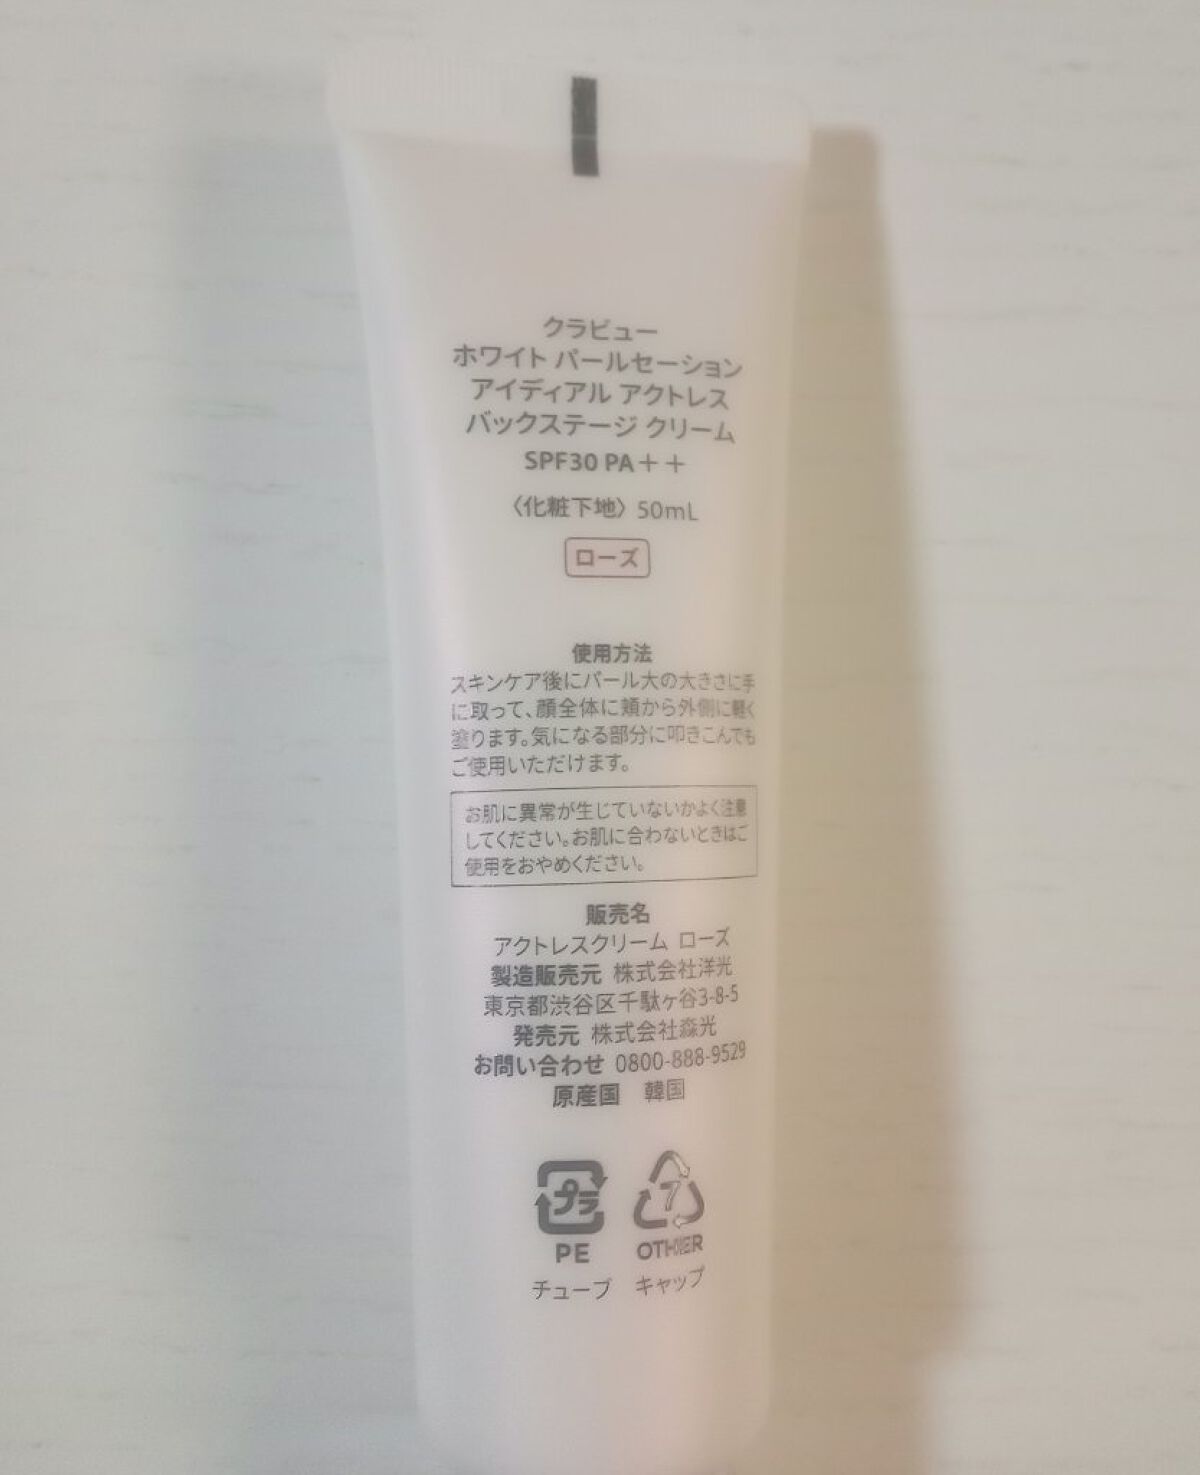 クラビュー
ホワイト パールセーション
アイディアル アクトレス
バックステージ クリーム
SPF30 PA＋＋
〈化粧下地〉 50mL
ローズ
使用方法
スキンケア後にパール大の大きさに手
に取って、顔全体に頬から外側に軽く
塗ります。気になる部分に叩きこんでも
ご使用いただけます。
お肌に異常が生じていないかよく注意
してください。お肌に合わないときはご
使用をおやめください。
販売名
アクトレスクリーム ローズ
製造販売元 株式会社洋光
東京都渋谷区千駄ヶ谷3-8-5
発売元 株式会社森光
お問い合わせ 0800-888-9529
原産国 韓国
プラ 7
PE OTHER
チューブ キャップ